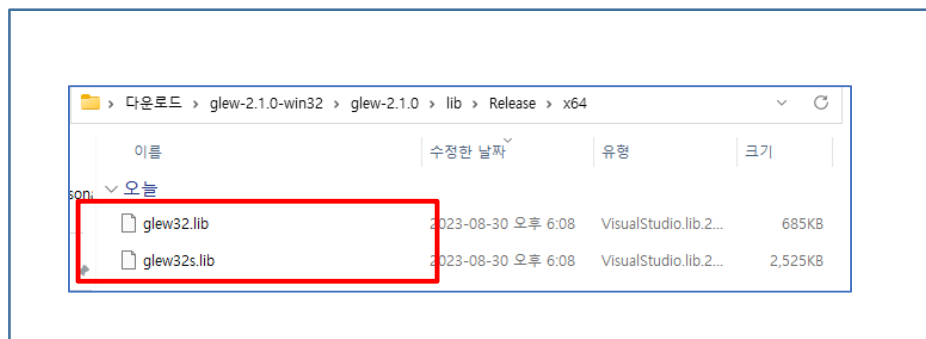 > 다운로드 > glew-2.1.0-win32 > glew-2.1.0 > lib > Release > x64
이름 수정한 날짜 유형 크기
오늘
glew32.lib 2023-08-30 오후 6:08 VisualStudio.lib.2... 685KB
glew32s.lib 2023-08-30 오후 6:08 VisualStudio.lib.2... 2,525KB